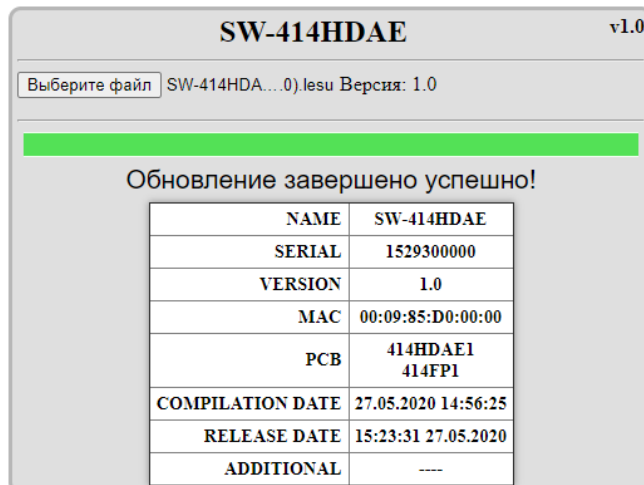 SW-414HDAE v1.0
Выберите файл SW-414HDA....0).lesu Версия: 1.0
Обновление завершено успешно!
NAME SW-414HDAE
SERIAL 1529300000
VERSION 1.0
MAC 00:09:85:D0:00:00
PCB 414HDAE1
414FP1
COMPILATION DATE 27.05.2020 14:56:25
RELEASE DATE 15:23:31 27.05.2020
ADDITIONAL ----